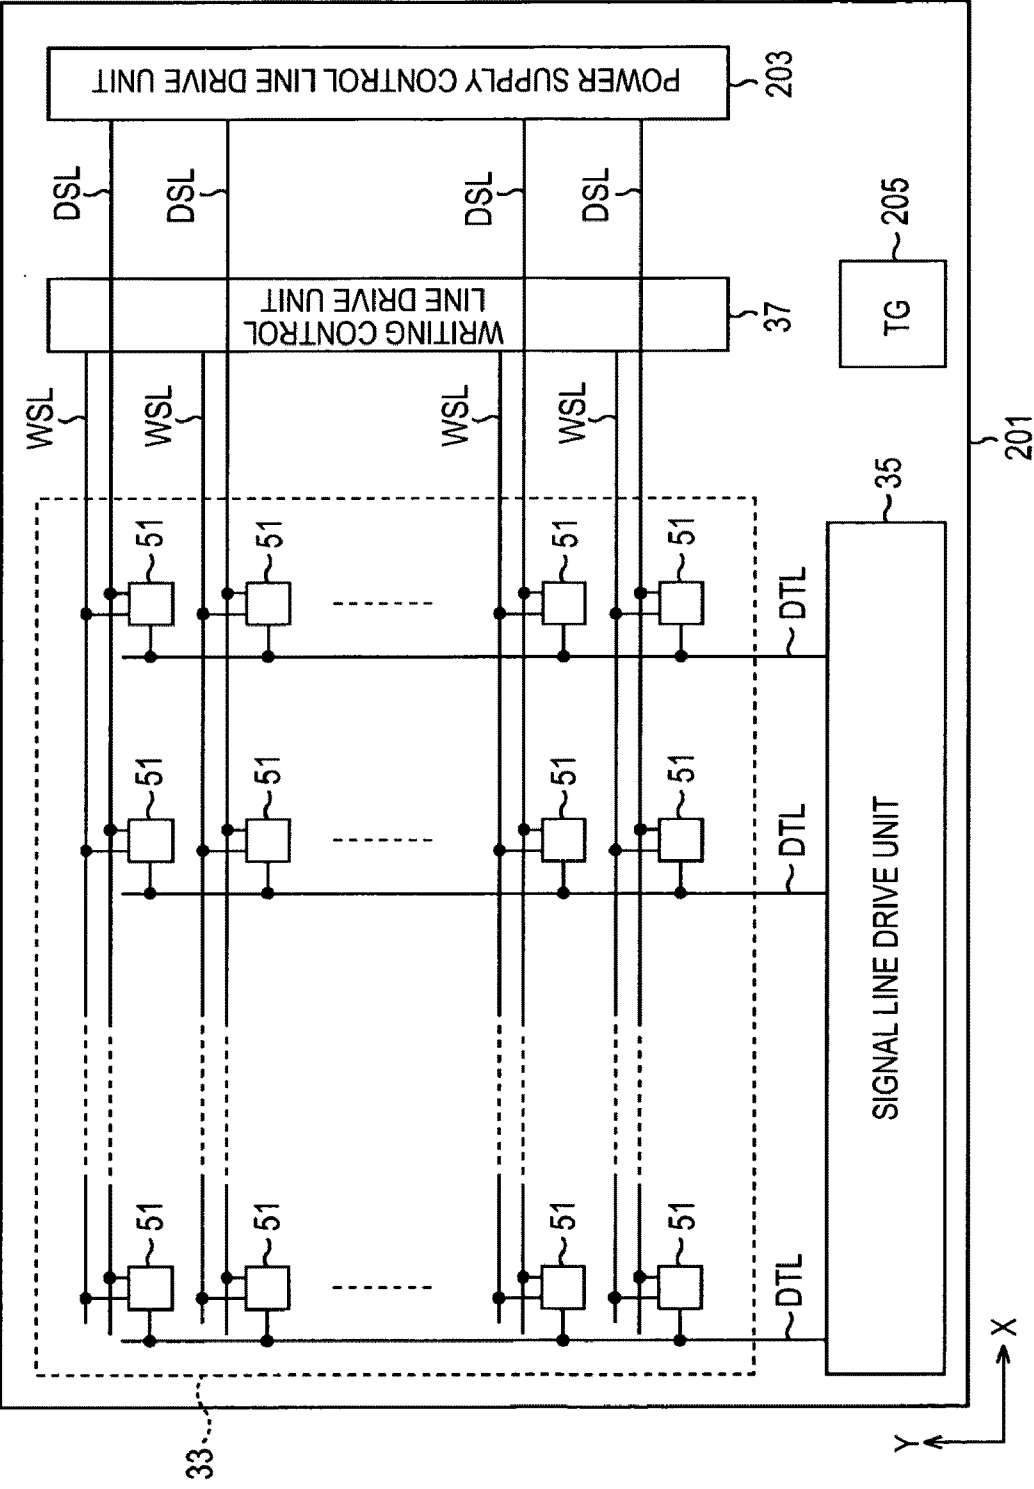 POWER SUPPLY CONTROL LINE DRIVE UNIT
203
DSL
DSL
DSL
DSL
205
TG
WRITING CONTROL
LINE DRIVE UNIT
37
WSL
WSL
WSL
WSL
201
35
51
51
51
51
DTL
51
51
51
51
DTL
SIGNAL LINE DRIVE UNIT
51
51
51
51
DTL
33
X
Y